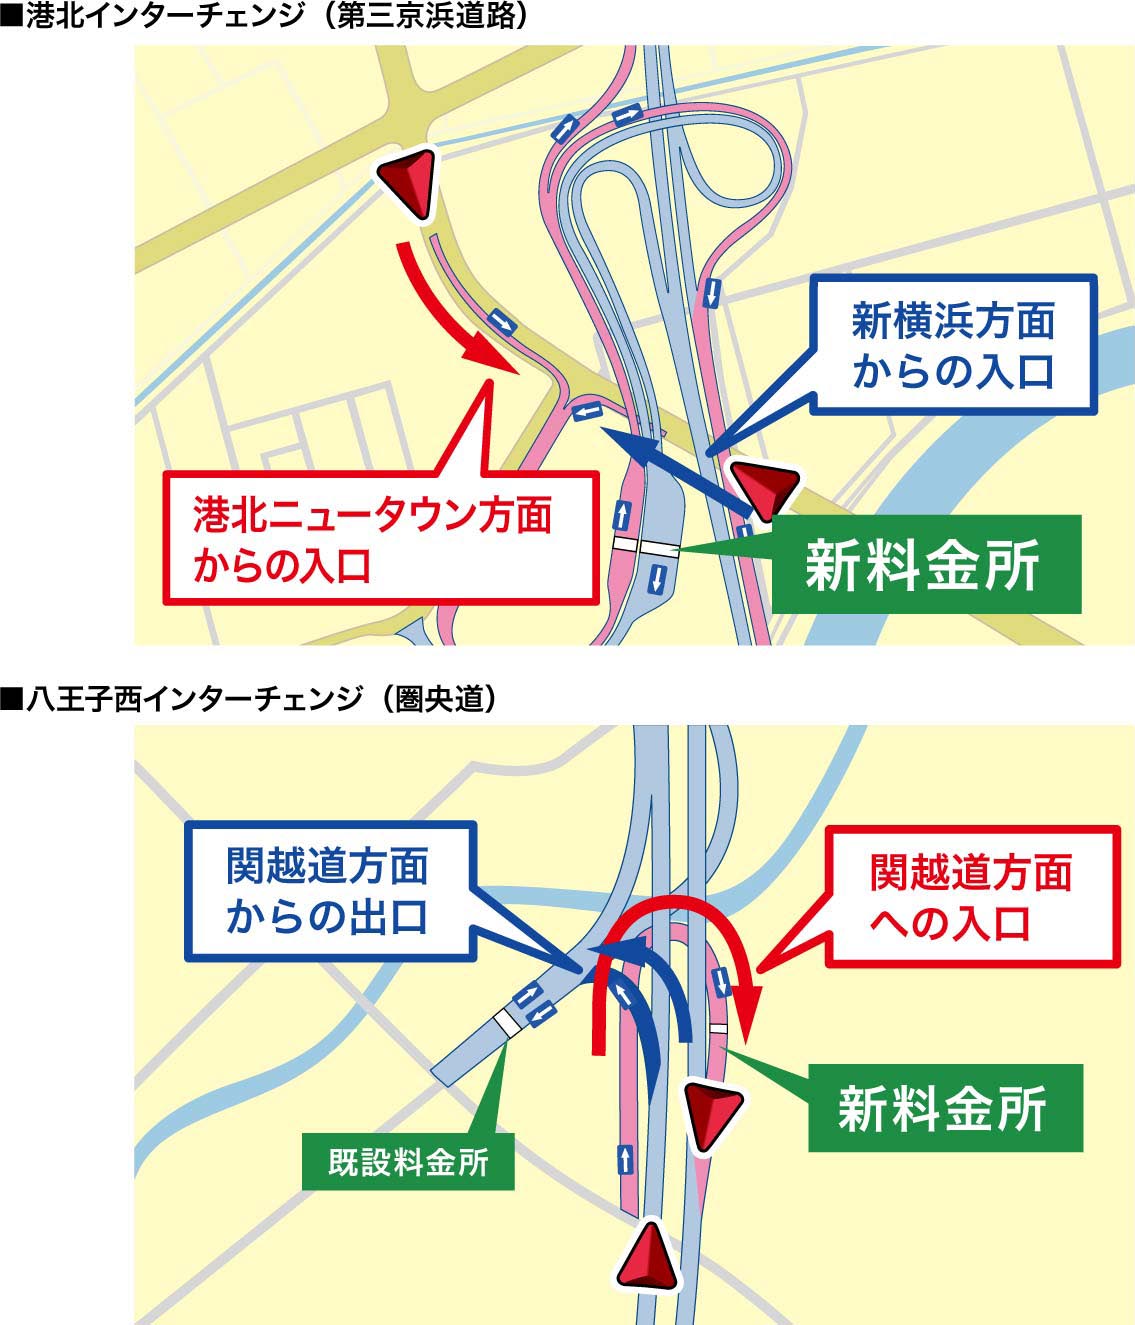 ■港北インターチェンジ（第三京浜道路）
新横浜方面
からの入口
港北ニュータウン方面
からの入口
新料金所
■八王子西インターチェンジ（圏央道）
関越道方面
からの出口
関越道方面
への入口
新料金所
既設料金所